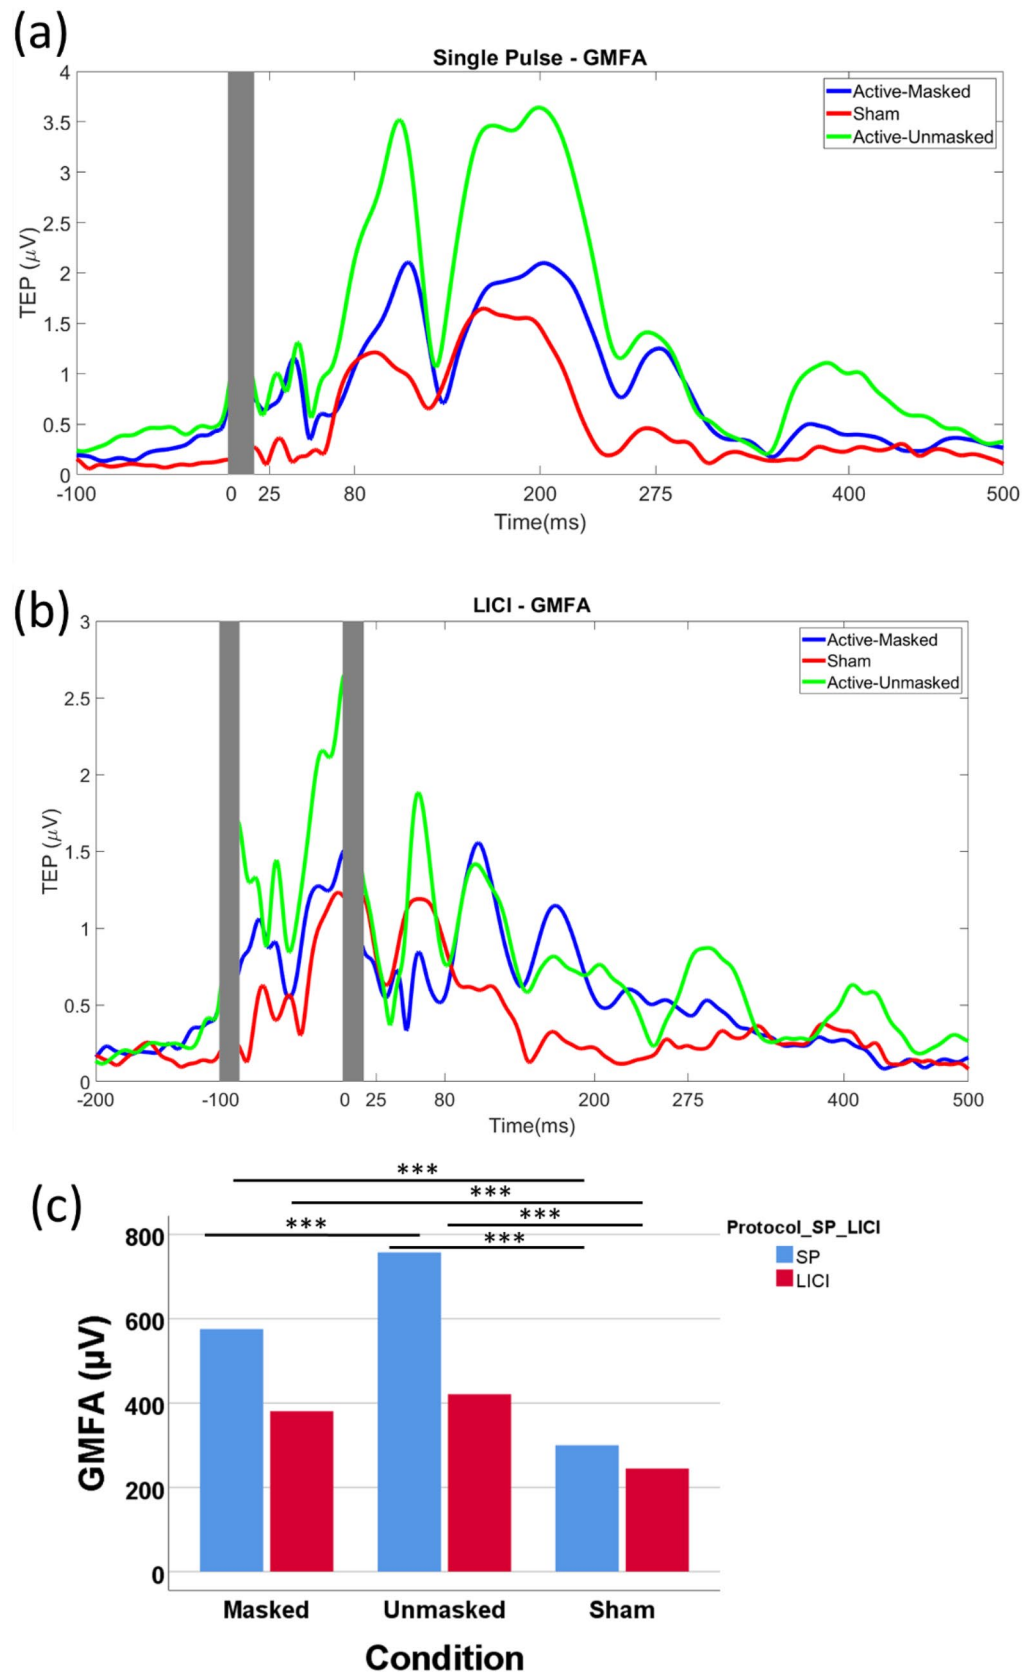 (a)
Single Pulse - GMFA
4
3.5
3
2.5
2
1.5
1
0.5
0
TEP (μV)
Active-Masked
Sham
Active-Unmasked
-100 0 25 80 200 275 400 500
Time(ms)
(b)
LICI - GMFA
3
2.5
2
1.5
1
0.5
0
TEP (μV)
Active-Masked
Sham
Active-Unmasked
-200 -100 0 25 80 200 275 400 500
Time(ms)
(c)
***
***
***
***
***
800
600
400
200
0
GMFA (μV)
Protocol_SP_LICI
SP
LICI
Masked Unmasked Sham
Condition